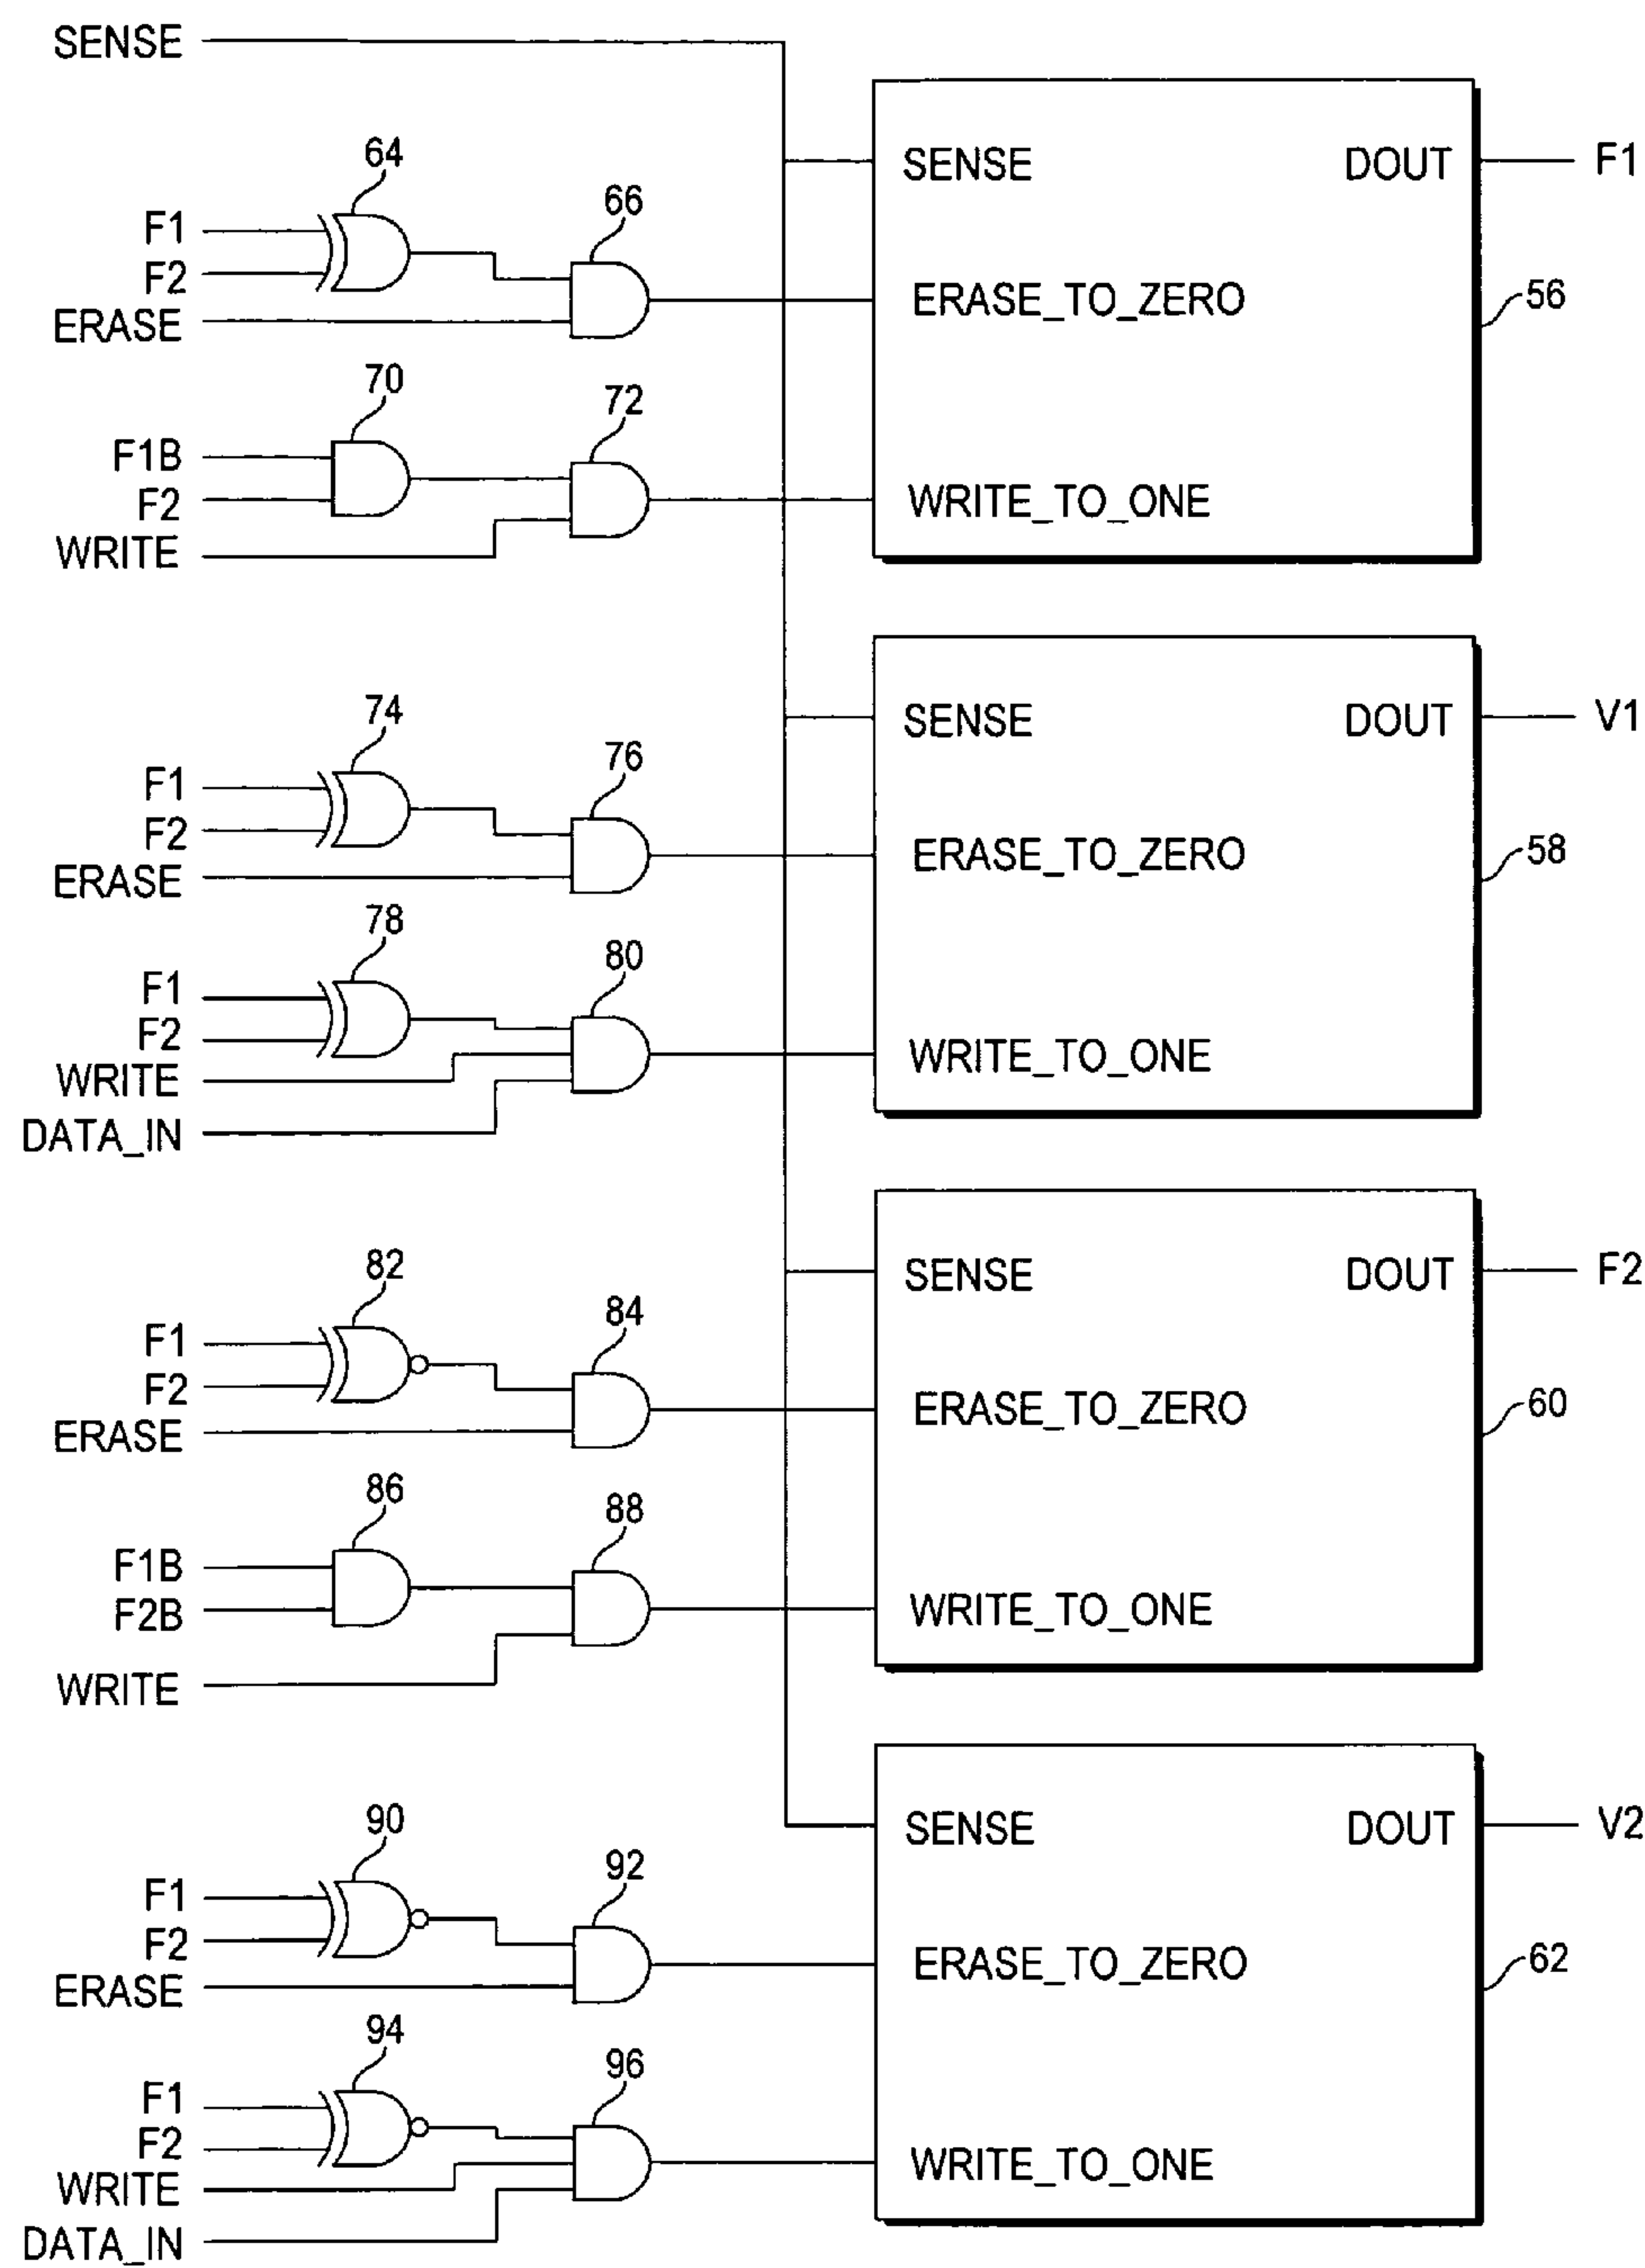 SENSE
SENSE DOUT F1
64
66
F1
F2
ERASE
ERASE_TO_ZERO
56
70
72
F1B
F2
WRITE
WRITE_TO_ONE
SENSE DOUT V1
74
76
F1
F2
ERASE
ERASE_TO_ZERO
58
78
80
F1
F2
WRITE
DATA_IN
WRITE_TO_ONE
SENSE DOUT F2
82
84
F1
F2
ERASE
ERASE_TO_ZERO
60
86
88
F1B
F2B
WRITE
WRITE_TO_ONE
SENSE DOUT V2
90
92
F1
F2
ERASE
ERASE_TO_ZERO
62
94
96
F1
F2
WRITE
DATA_IN
WRITE_TO_ONE